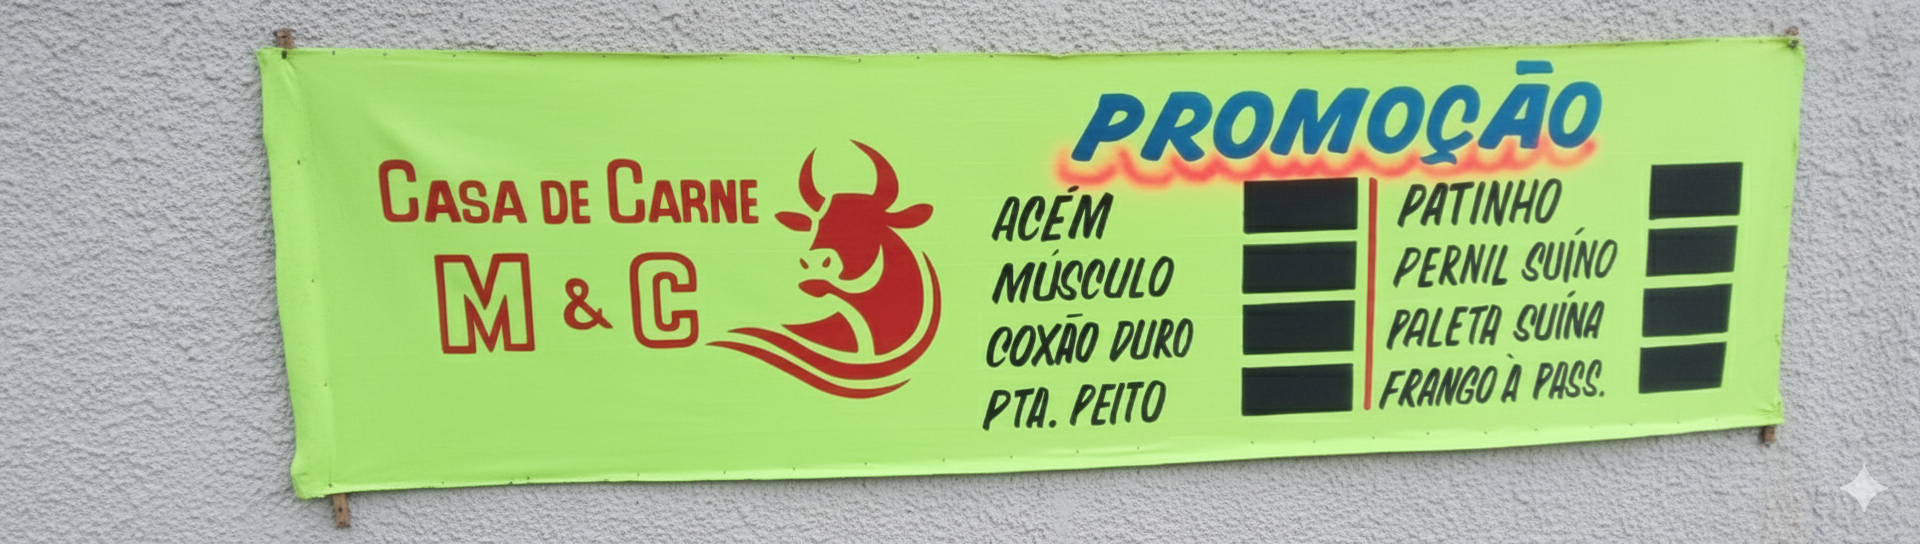 CASA DE CARNE
M & C
PROMOÇÃO
ACÉM
MÚSCULO
COXÃO DURO
PTA. PEITO
PATINHO
PERNIL SUÍNO
PALETA SUÍNA
FRANGO À PASS.